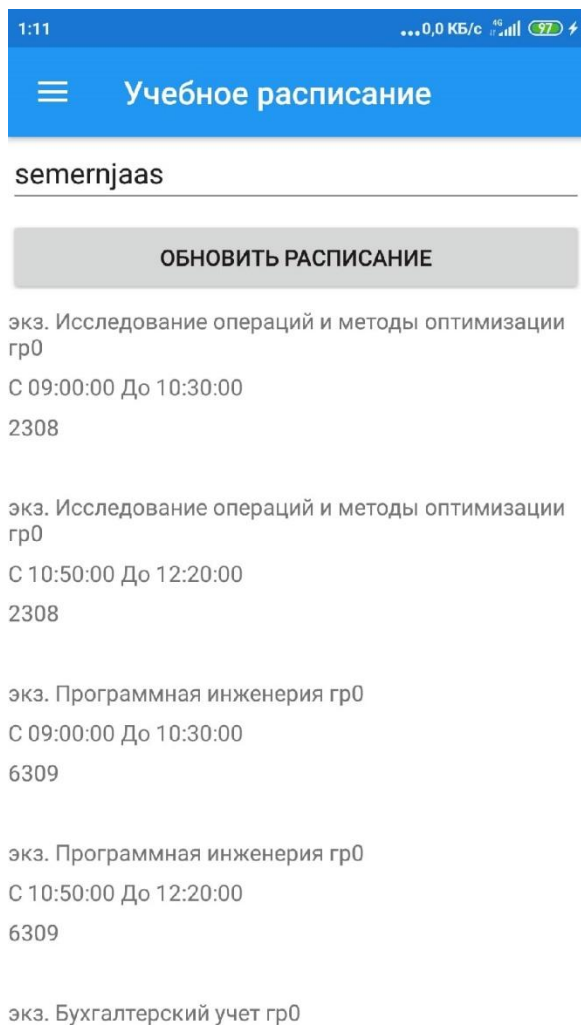 1:11 ...0,0 КБ/с 4G 97
Учебное расписание
semernjaas
ОБНОВИТЬ РАСПИСАНИЕ
экз. Исследование операций и методы оптимизации
гр0
С 09:00:00 До 10:30:00
2308
экз. Исследование операций и методы оптимизации
гр0
С 10:50:00 До 12:20:00
2308
экз. Программная инженерия гр0
С 09:00:00 До 10:30:00
6309
экз. Программная инженерия гр0
С 10:50:00 До 12:20:00
6309
экз. Бухгалтерский учет гр0